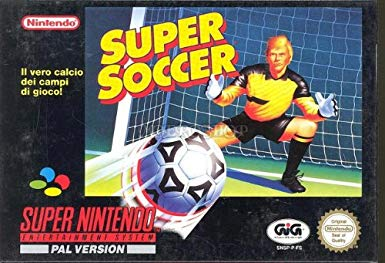 Nintendo
SUPER
SOCCER
Il vero calcio
dei campi
di gioco!
SUPER NINTENDO
ENTERTAINMENT SYSTEM
PAL VERSION
GIG
Original
Nintendo
Seal of
Quality
SNSP-P-FS